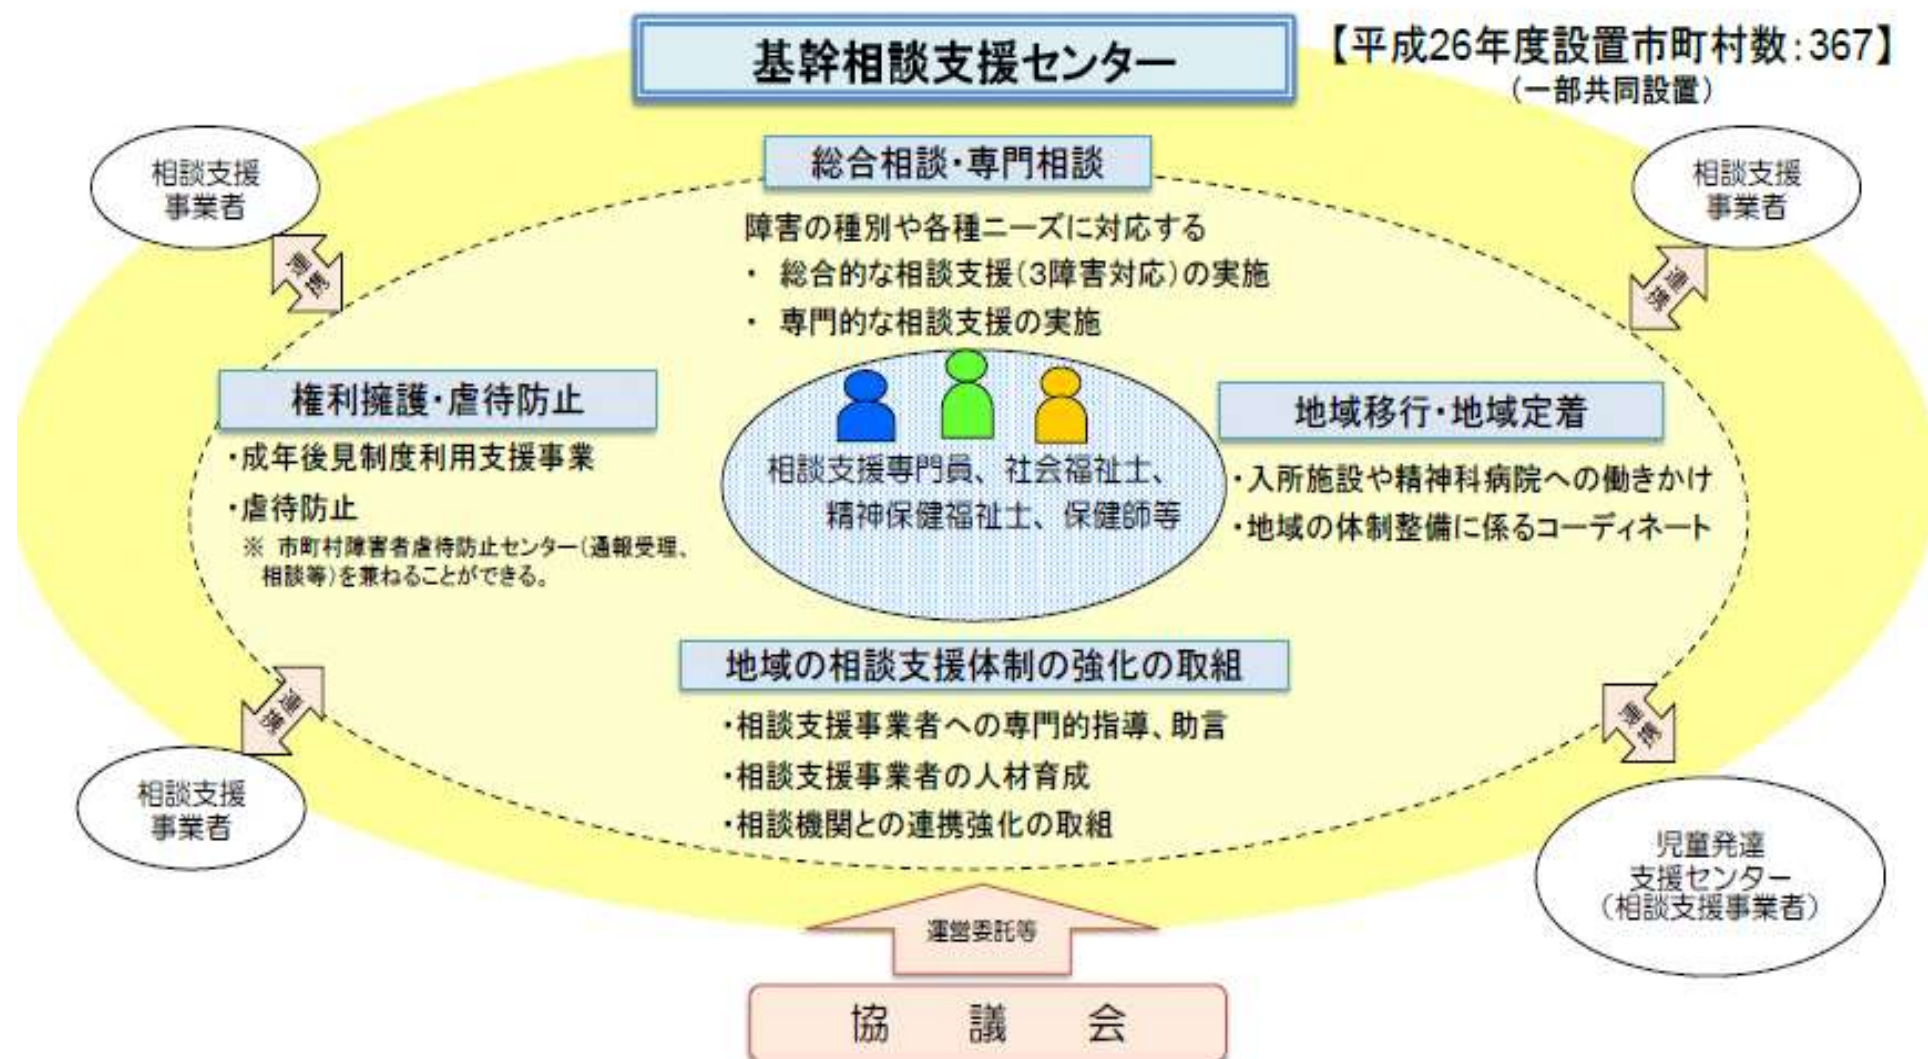 基幹相談支援センター
【平成26年度設置市町村数:367】
（一部共同設置）
相談支援
事業者
連携
総合相談・専門相談
障害の種別や各種ニーズに対応する
・ 総合的な相談支援(3障害対応)の実施
・ 専門的な相談支援の実施
相談支援
事業者
連携
権利擁護・虐待防止
・成年後見制度利用支援事業
・虐待防止
※ 市町村障害者虐待防止センター(通報受理、
相談等)を兼ねることができる。
相談支援専門員、社会福祉士、
精神保健福祉士、保健師等
地域移行・地域定着
・入所施設や精神科病院への働きかけ
・地域の体制整備に係るコーディネート
連携
相談支援
事業者
地域の相談支援体制の強化の取組
・相談支援事業者への専門的指導、助言
・相談支援事業者の人材育成
・相談機関との連携強化の取組
連携
児童発達
支援センター
（相談支援事業者）
運営委託等
協 議 会